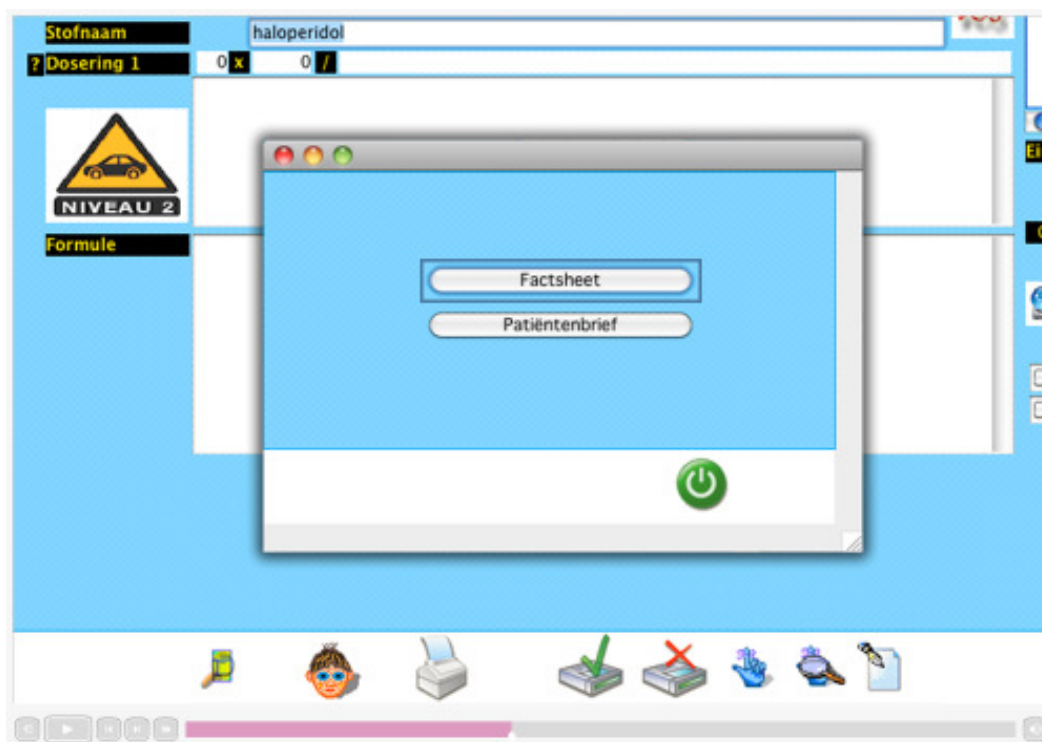 Stofnaam haloperidol
? Dosering 1 0 x 0 /
NIVEAU 2
Formule
Factsheet
Patiëntenbrief